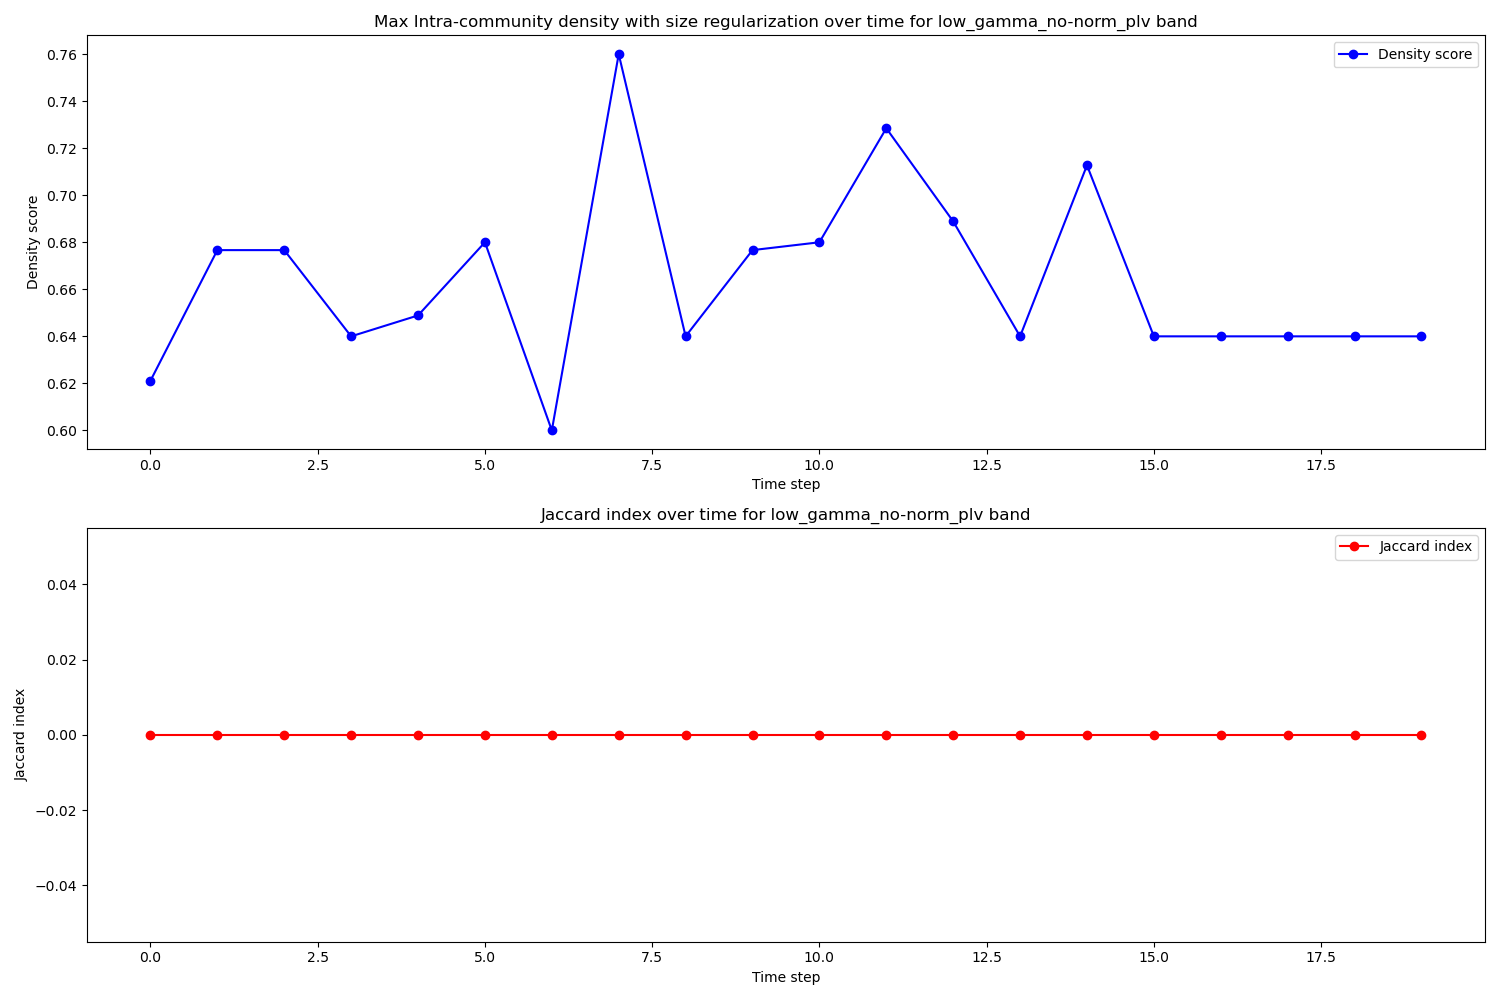 Max Intra-community density with size regularization over time for low_gamma_no-norm_plv band
Density score
0.76
0.74
0.72
0.70
0.68
0.66
0.64
0.62
0.60
Density score
0.0 2.5 5.0 7.5 10.0 12.5 15.0 17.5
Time step
Jaccard index over time for low_gamma_no-norm_plv band
Jaccard index
0.04
0.02
0.00
−0.02
−0.04
Jaccard index
0.0 2.5 5.0 7.5 10.0 12.5 15.0 17.5
Time step